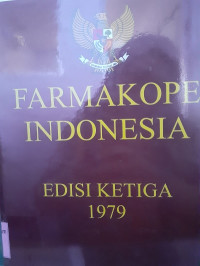 FARMAKOPE
INDONESIA
EDISI KETIGA
1979